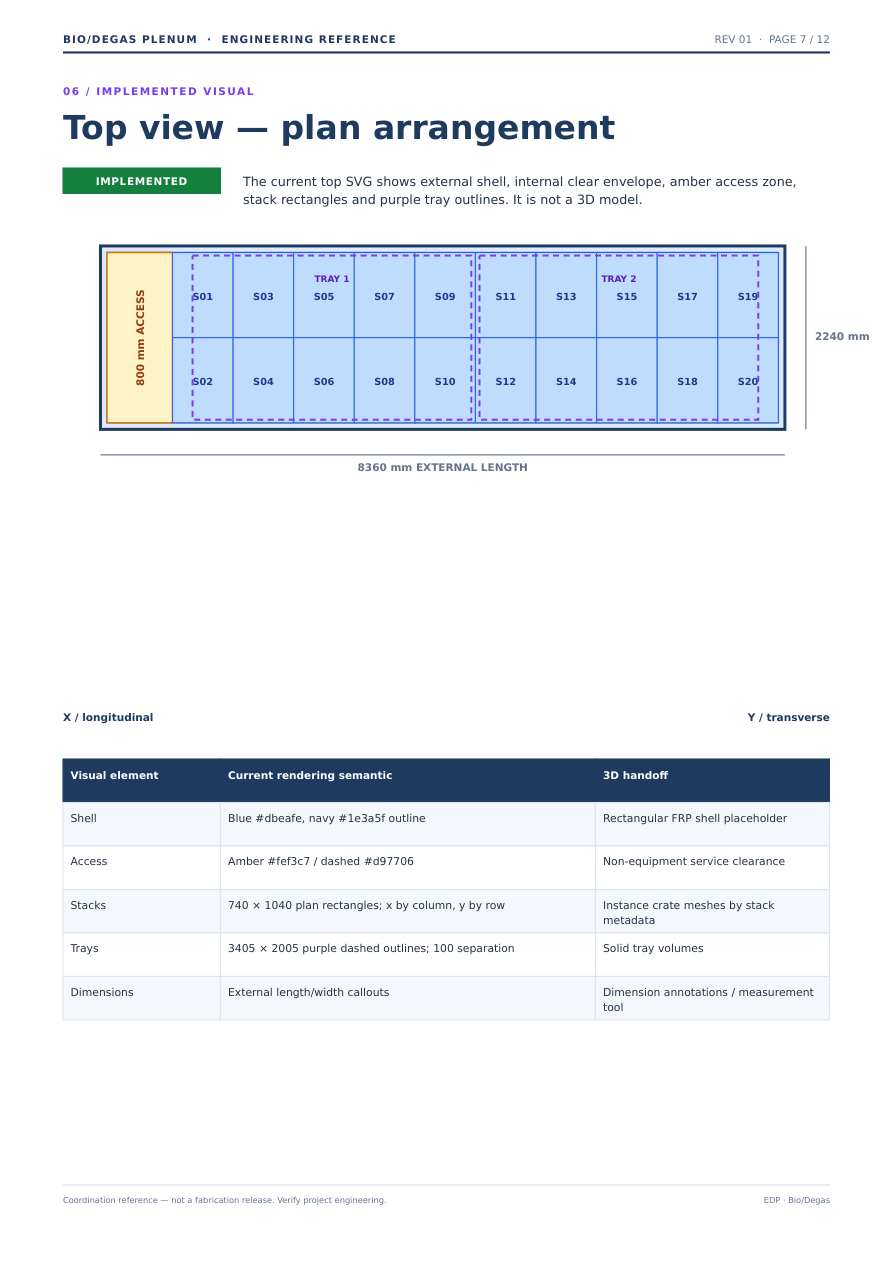 BIO/DEGAS PLENUM · ENGINEERING REFERENCE
REV 01 · PAGE 7 / 12
06 / IMPLEMENTED VISUAL
Top view — plan arrangement
IMPLEMENTED
The current top SVG shows external shell, internal clear envelope, amber access zone,
stack rectangles and purple tray outlines. It is not a 3D model.
800 mm ACCESS
TRAY 1
TRAY 2
S01 S03 S05 S07 S09 S11 S13 S15 S17 S19
2240 mm
S02 S04 S06 S08 S10 S12 S14 S16 S18 S20
8360 mm EXTERNAL LENGTH
X / longitudinal
Y / transverse
Visual element Current rendering semantic 3D handoff
Shell Blue #dbeafe, navy #1e3a5f outline Rectangular FRP shell placeholder
Access Amber #fef3c7 / dashed #d97706 Non-equipment service clearance
Stacks 740 × 1040 plan rectangles; x by column, y by row Instance crate meshes by stack
metadata
Trays 3405 × 2005 purple dashed outlines; 100 separation Solid tray volumes
Dimensions External length/width callouts Dimension annotations / measurement
tool
Coordination reference — not a fabrication release. Verify project engineering.
EDP · Bio/Degas